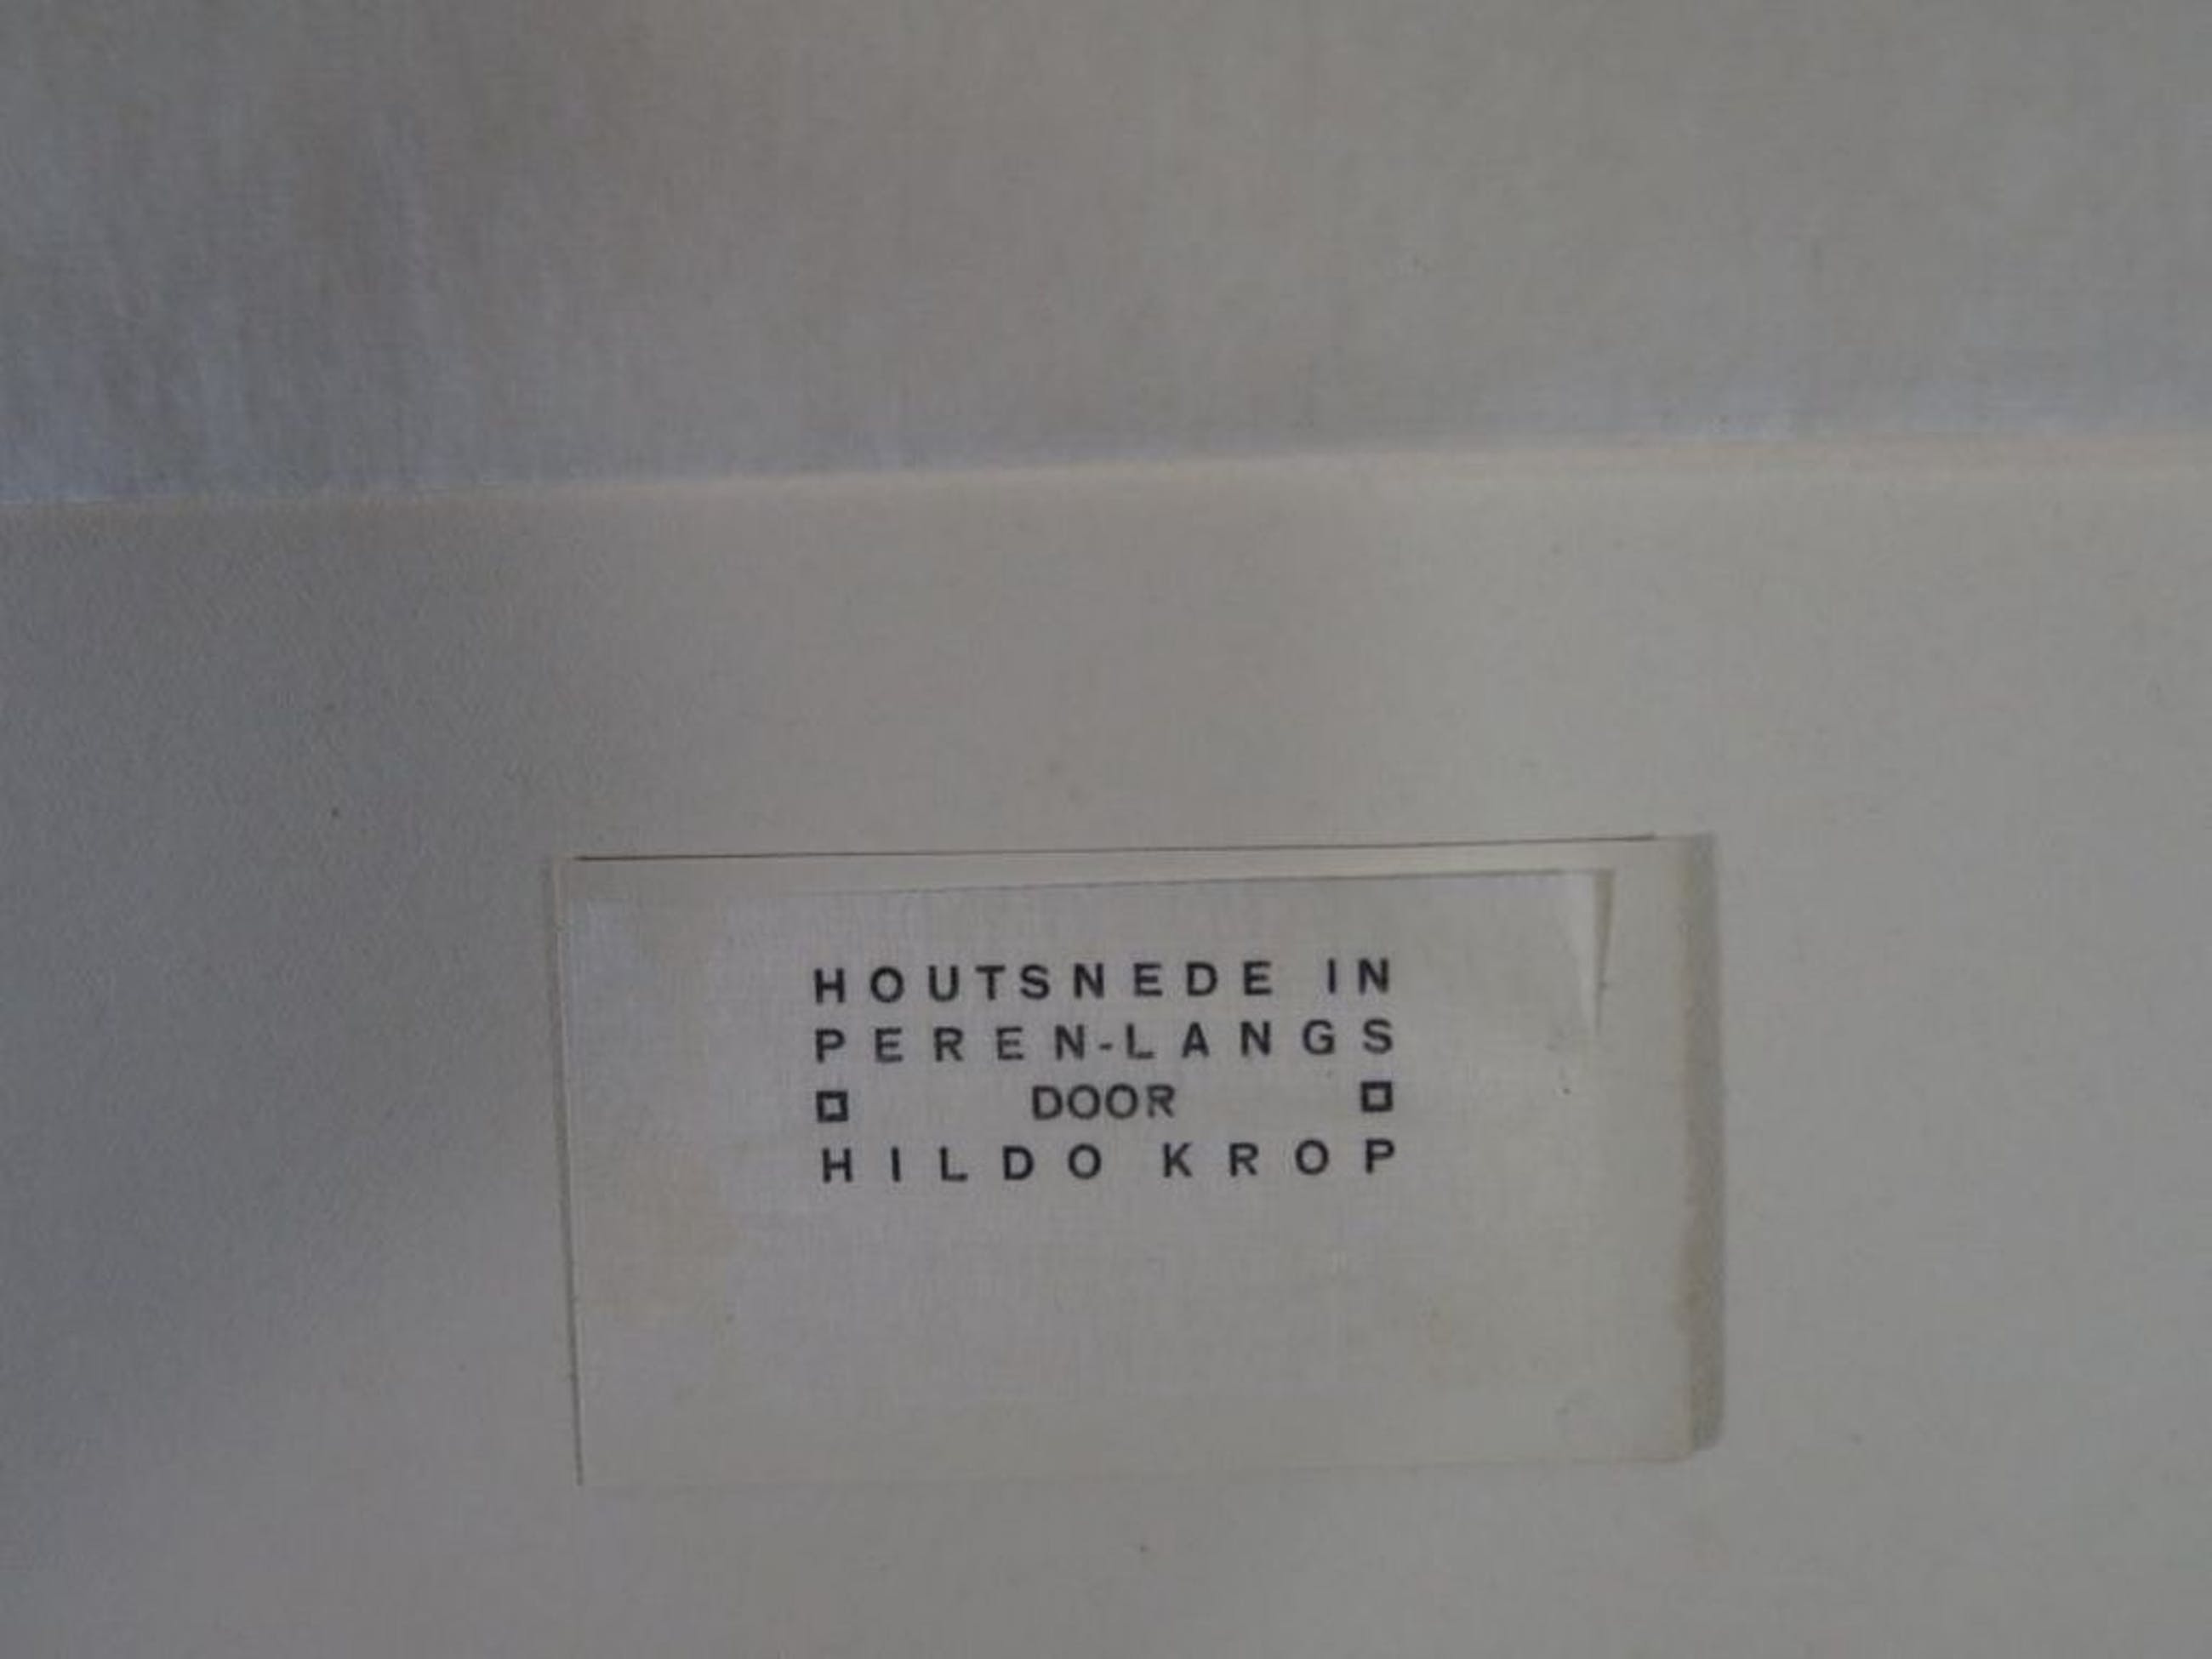 HOUTSNEDE IN
PEREN-LANGS
DOOR
HILDO KROP